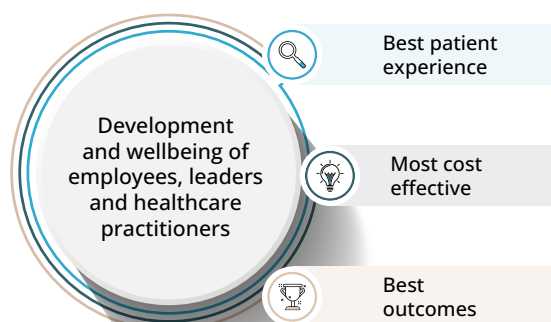 Development
and wellbeing of
employees, leaders
and healthcare
practitioners
Best patient
experience
Most cost
effective
Best
outcomes